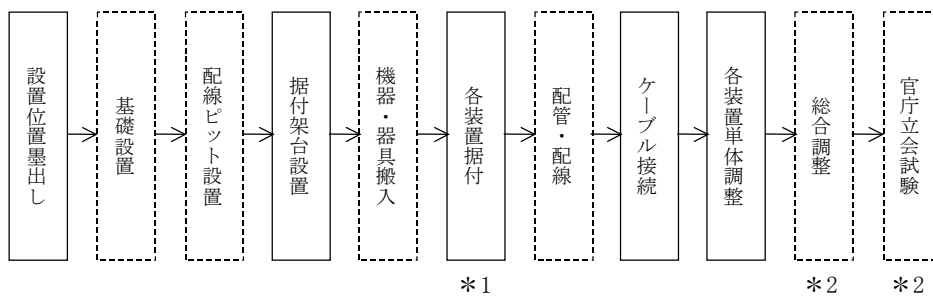 設置位置墨出し
基礎設置
配線ピット設置
据付架台設置
機器・器具搬入
各装置据付
配管・配線
ケーブル接続
各装置単体調整
総合調整
官庁立会試験
*1
*2
*2